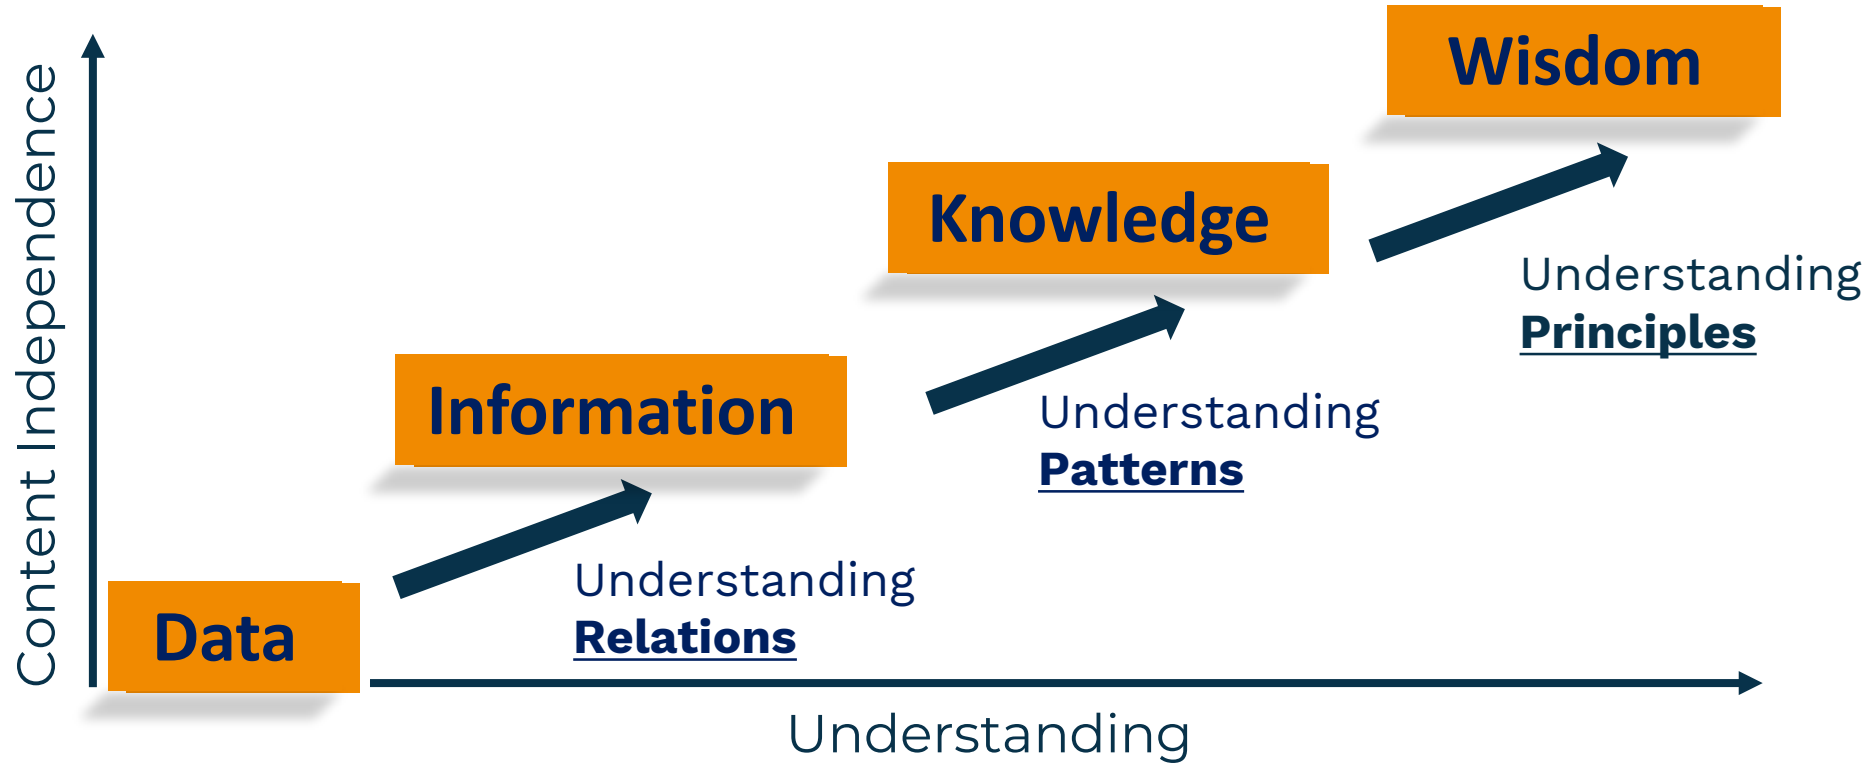 Content Independence
Wisdom
Knowledge
Understanding
Principles
Information
Understanding
Patterns
Data
Understanding
Relations
Understanding